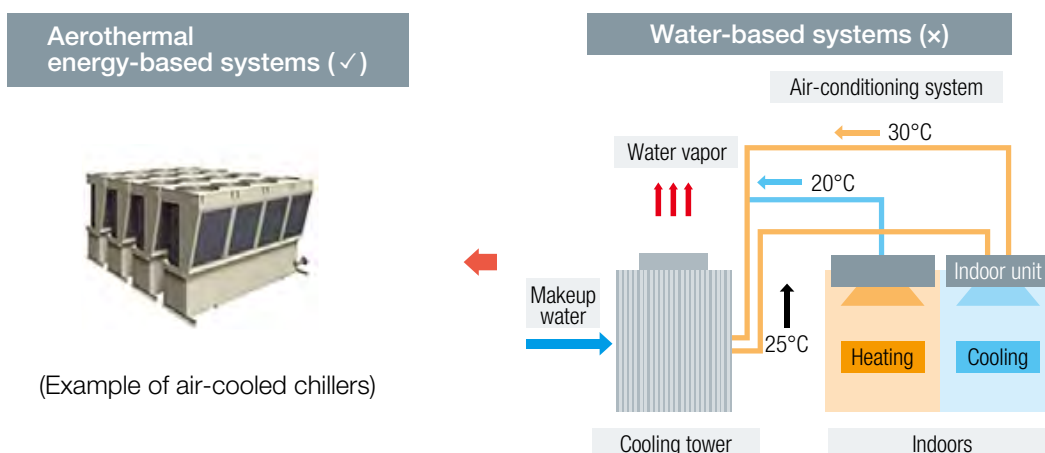 Aerothermal
energy-based systems (✓)
(Example of air-cooled chillers)
Water-based systems (×)
Air-conditioning system
30°C
Water vapor
20°C
Indoor unit
Makeup
water
25°C
Heating
Cooling
Cooling tower
Indoors